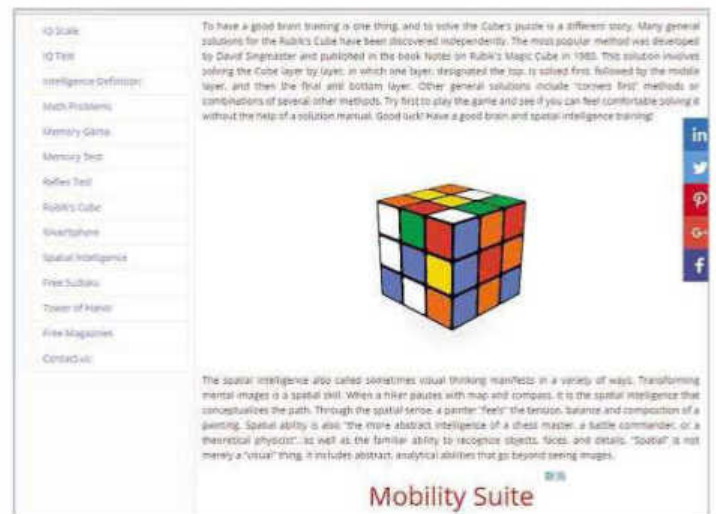 IQ Scale
IQ Test
Intelligence Definition
Math Problems
Memory Game
Memory Test
Reflex Test
Rubik's Cube
Smartsphere
Spatial Intelligence
Free Sudoku
Tower of Hanoi
Free Magazines
Contact us
To have a good brain training is one thing, and to solve the Cube's puzzle is a different story. Many general
solutions for the Rubik's Cube have been discovered independently. The most popular method was developed
by David Singmaster and published in the book Notes on Rubik's Magic Cube in 1980. This solution involves
solving the Cube layer by layer, in which one layer, designated the top, is solved first, followed by the middle
layer, and then the final and bottom layer. Other general solutions include "corners first" methods or
combinations of several other methods. Try first to play the game and see if you can feel comfortable solving it
without the help of a solution manual. Good luck! Have a good brain and spatial intelligence training!
in
G+
f
The spatial intelligence also called sometimes visual thinking manifests in a variety of ways. Transforming
mental images is a spatial skill. When a hiker pauses with map and compass, it is the spatial intelligence that
conceptualizes the path. Through the spatial sense, a painter "feels" the tension, balance and composition of a
painting. Spatial ability is also "the more abstract intelligence of a chess master, a battle commander, or a
theoretical physicist", as well as the familiar ability to recognize objects, faces, and details. "Spatial" is not
merely a "visual" thing, it includes abstract, analytical abilities that go beyond seeing images.
Mobility Suite